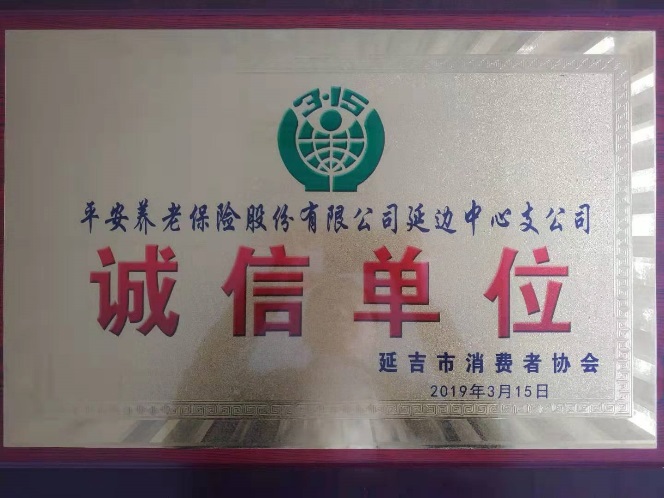 3·15
平安养老保险股份有限公司延边中心支公司
诚信单位
延吉市消费者协会
2019年3月15日